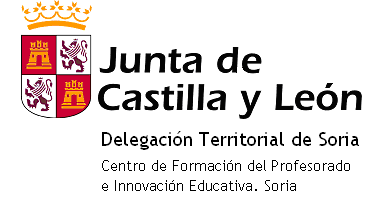 Junta de
Castilla y León
Delegación Territorial de Soria
Centro de Formación del Profesorado
e Innovación Educativa. Soria